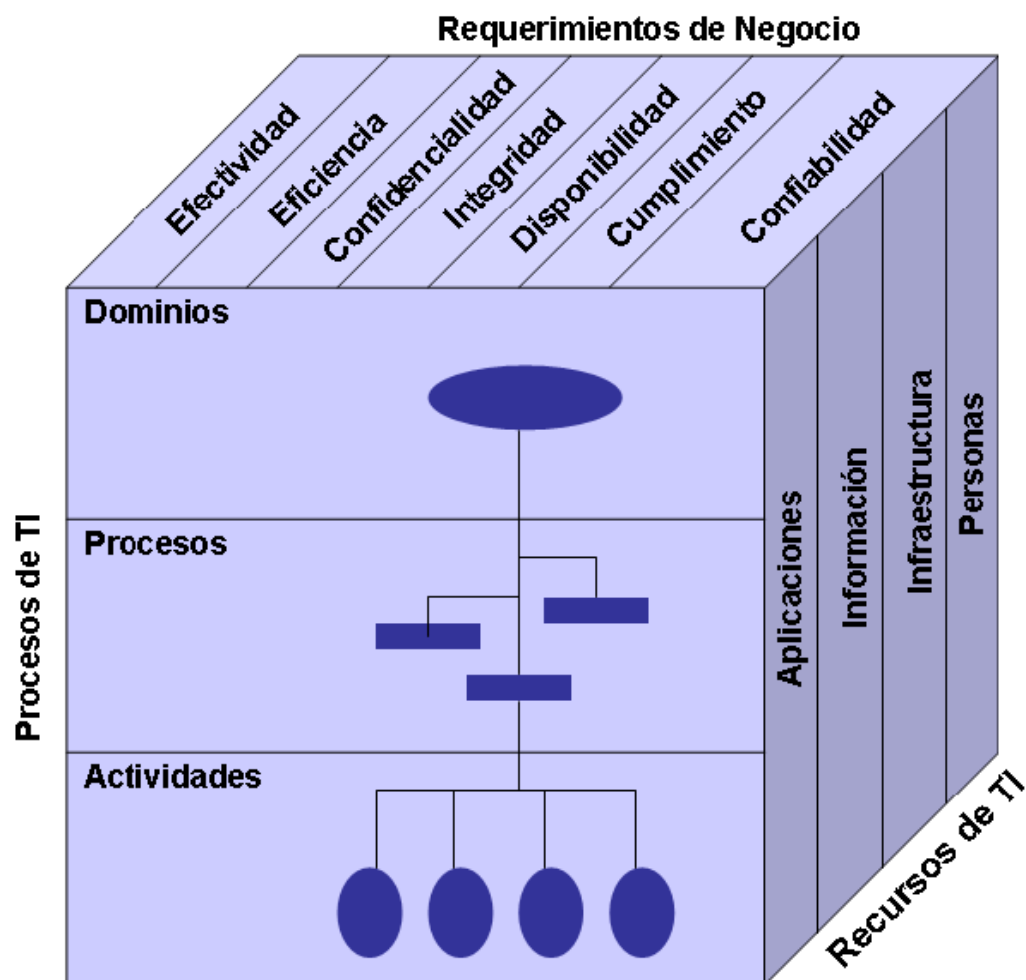 Requerimientos de Negocio
Efectividad
Eficiencia
Confidencialidad
Integridad
Disponibilidad
Cumplimiento
Confiabilidad
Procesos de TI
Dominios
Procesos
Actividades
Aplicaciones
Información
Infraestructura
Personas
Recursos de TI